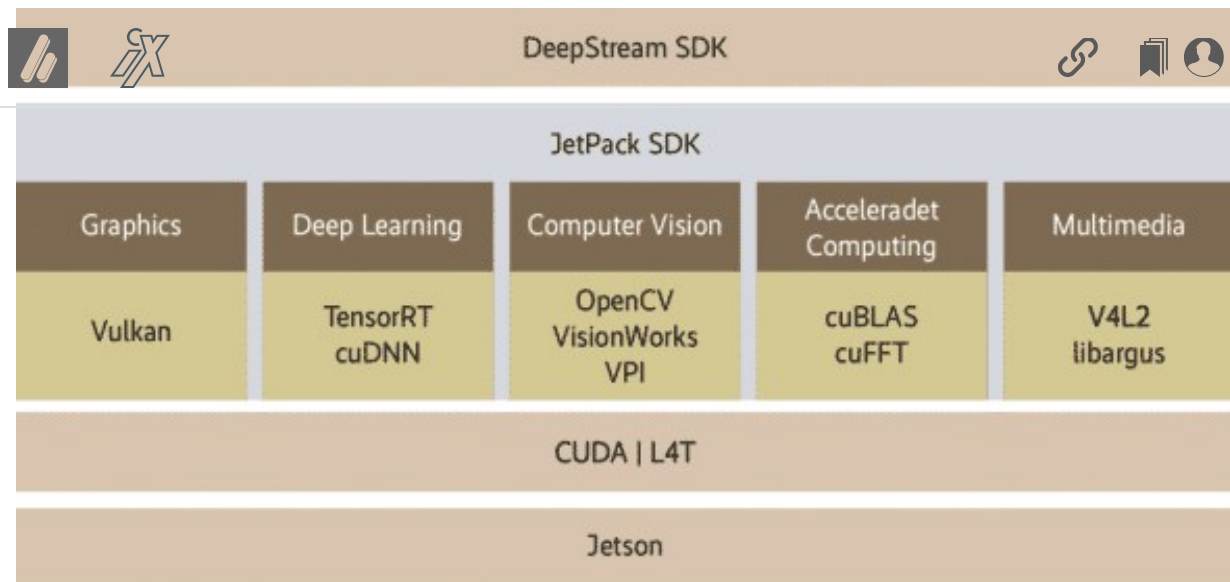 DeepStream SDK
JetPack SDK
Graphics
Deep Learning
Computer Vision
Acceleradet
Computing
Multimedia
Vulkan
TensorRT
cuDNN
OpenCV
VisionWorks
VPI
cuBLAS
cuFFT
V4L2
libargus
CUDA | L4T
Jetson